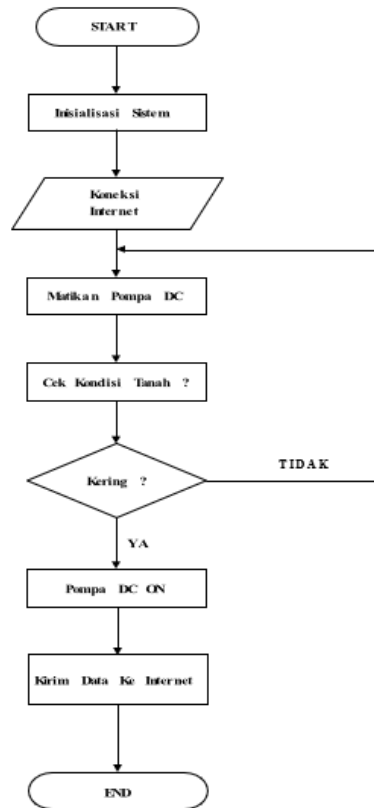 START
Inisialisasi Sistem
Koneksi
Internet
Matikan Pompa DC
Cek Kondisi Tanah ?
Kering ?
TIDAK
YA
Pompa DC ON
Kirim Data Ke Internet
END